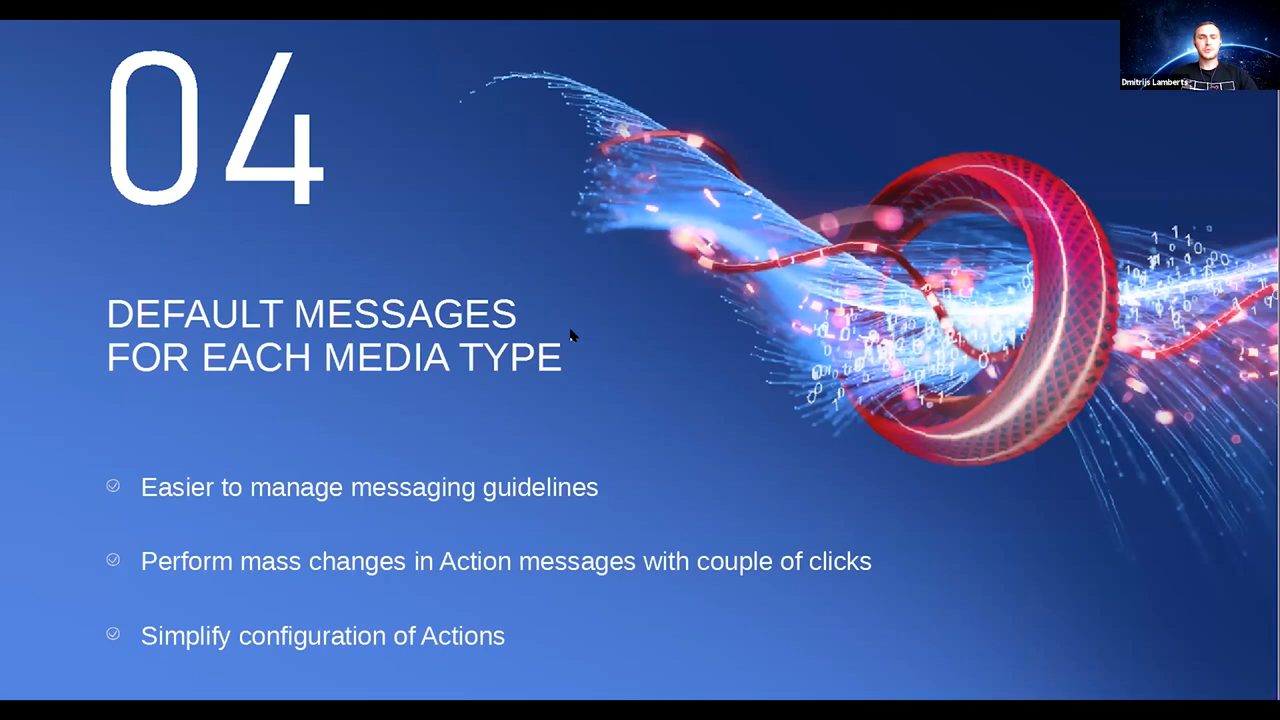 04
Dmitrijs Lamberts
DEFAULT MESSAGES
FOR EACH MEDIA TYPE
Easier to manage messaging guidelines
Perform mass changes in Action messages with couple of clicks
Simplify configuration of Actions